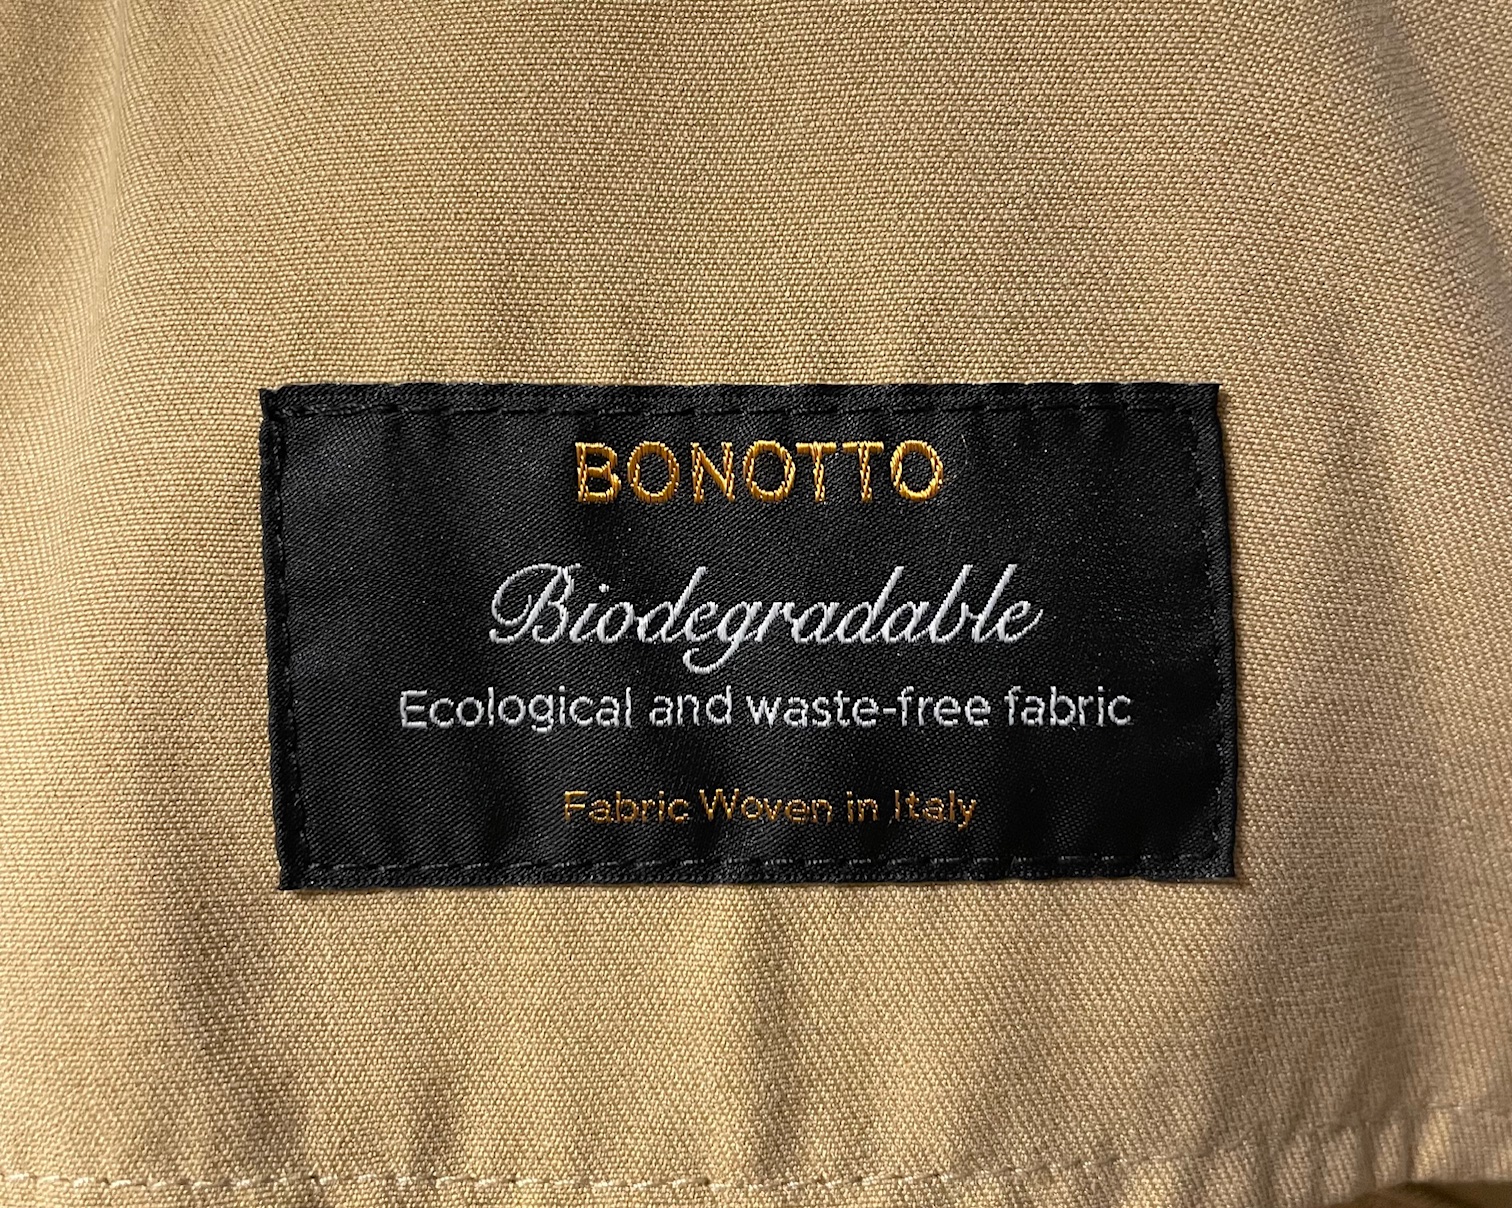 BONOTTO
Biodegradable
Ecological and waste-free fabric
Fabric Woven in Italy